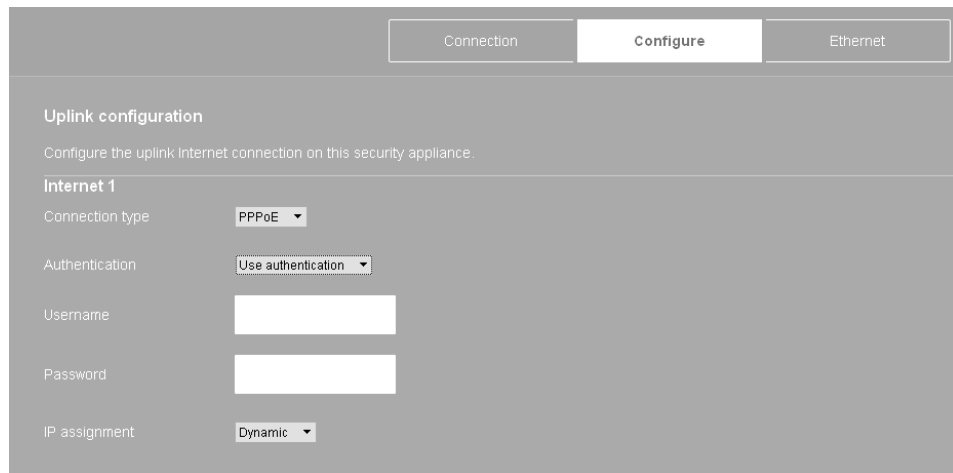 Connection Configure Ethernet
Uplink configuration
Configure the uplink Internet connection on this security appliance.
Internet 1
Connection type PPPoE
Authentication Use authentication
Username
Password
IP assignment Dynamic